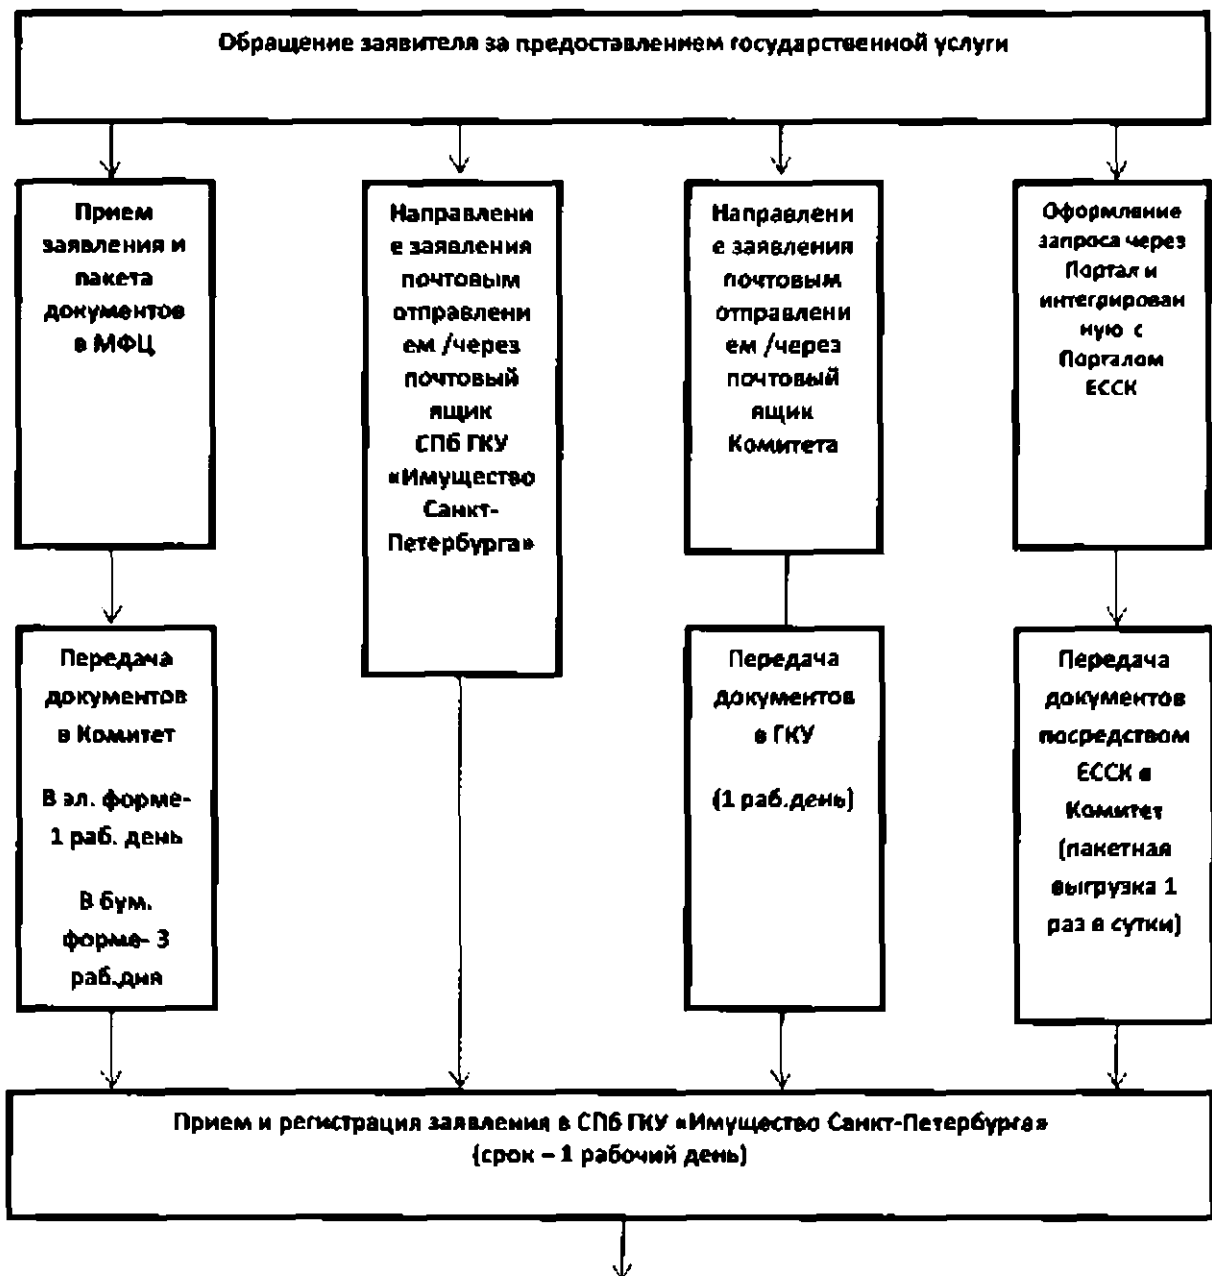 Обращение заявителя за предоставлением государственной услуги
Прием
заявления и
пакета
документов
в МФЦ
Направлени
е заявления
почтовым
отправлени
ем /через
почтовый
ящик
СПб ГКУ
«Имущество
Санкт-
Петербурга»
Направлени
е заявления
почтовым
отправлени
ем /через
почтовый
ящик
Комитета
Оформление
запроса через
Портал и
интегрирован
ную с
Порталом
ЕССК
Передача
документов
в Комитет
В эл. форме-
1 раб. день
В бум.
форме- 3
раб.дня
Передача
документов
в ГКУ
(1 раб.день)
Передача
документов
посредством
ЕССК в
Комитет
(пакетная
выгрузка 1
раз в сутки)
Прием и регистрация заявления в СПб ГКУ «Имущество Санкт-Петербурга»
(срок – 1 рабочий день)